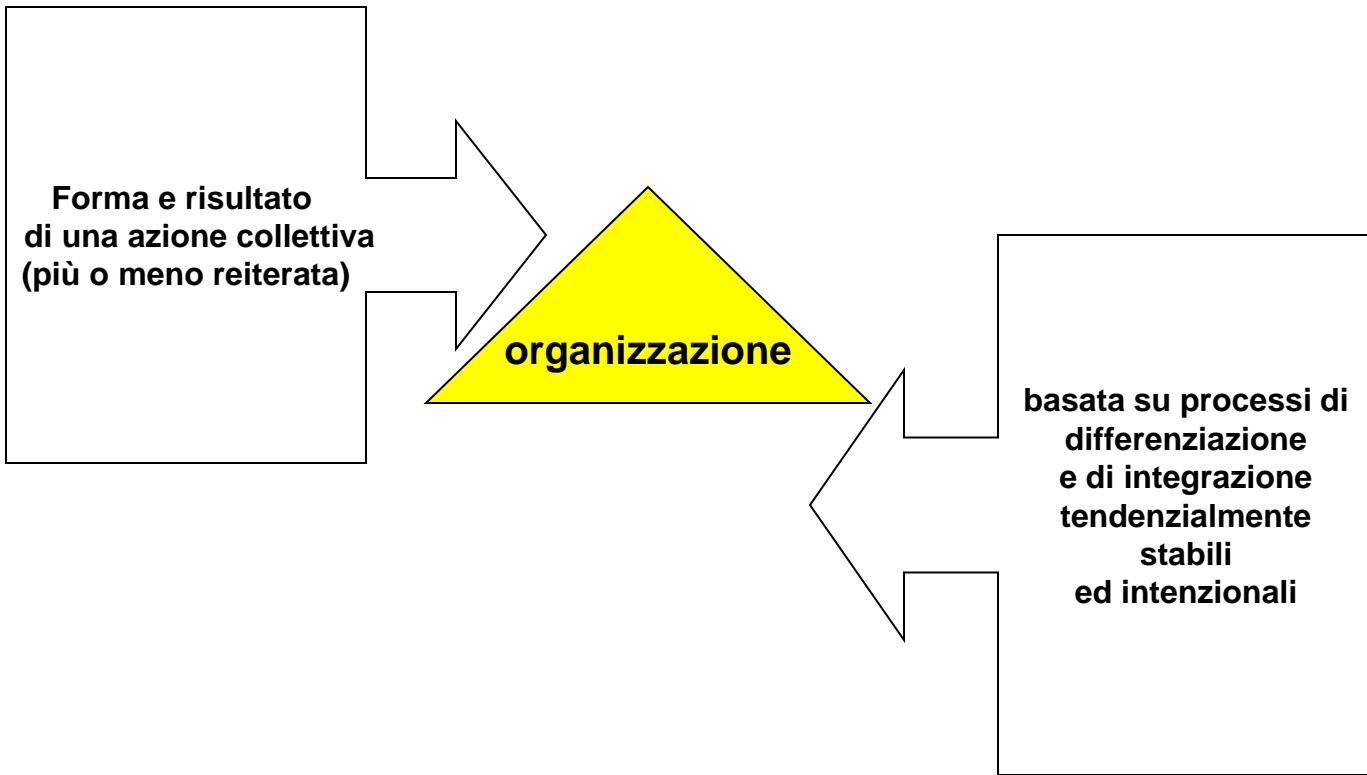 Forma e risultato
di una azione collettiva
(più o meno reiterata)
organizzazione
basata su processi di
differenziazione
e di integrazione
tendenzialmente
stabili
ed intenzionali